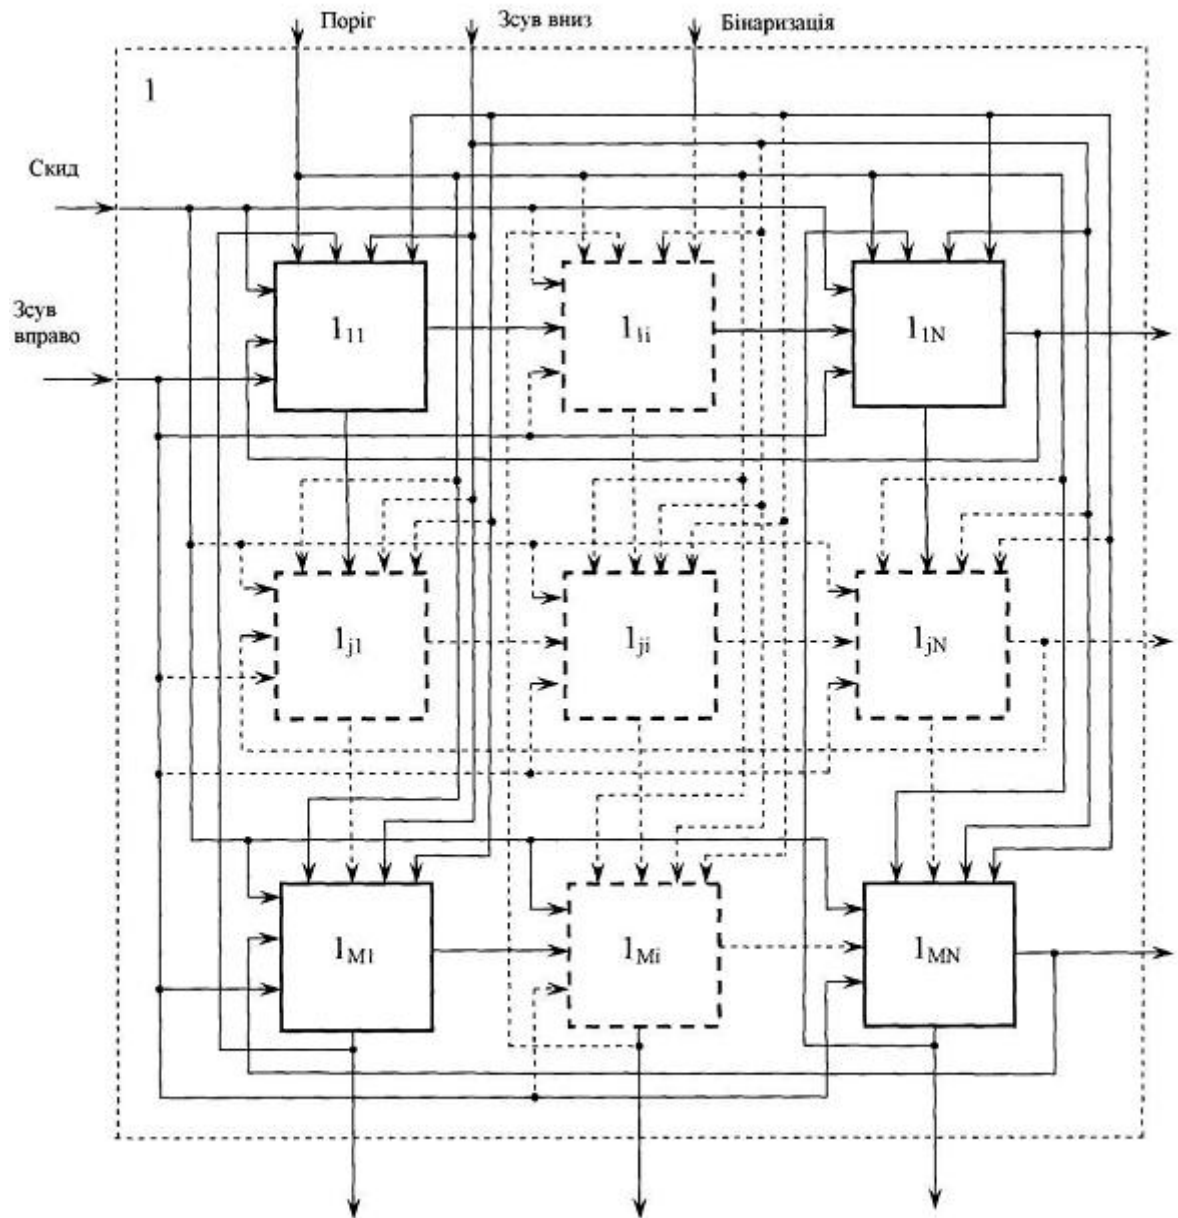 Поріг Зсув вниз Бінаризація
1
Скид
Зсув
вправо
1₁₁ 1₁ᵢ 1₁N
1j1 1ji 1jN
1M1 1Mi 1MN